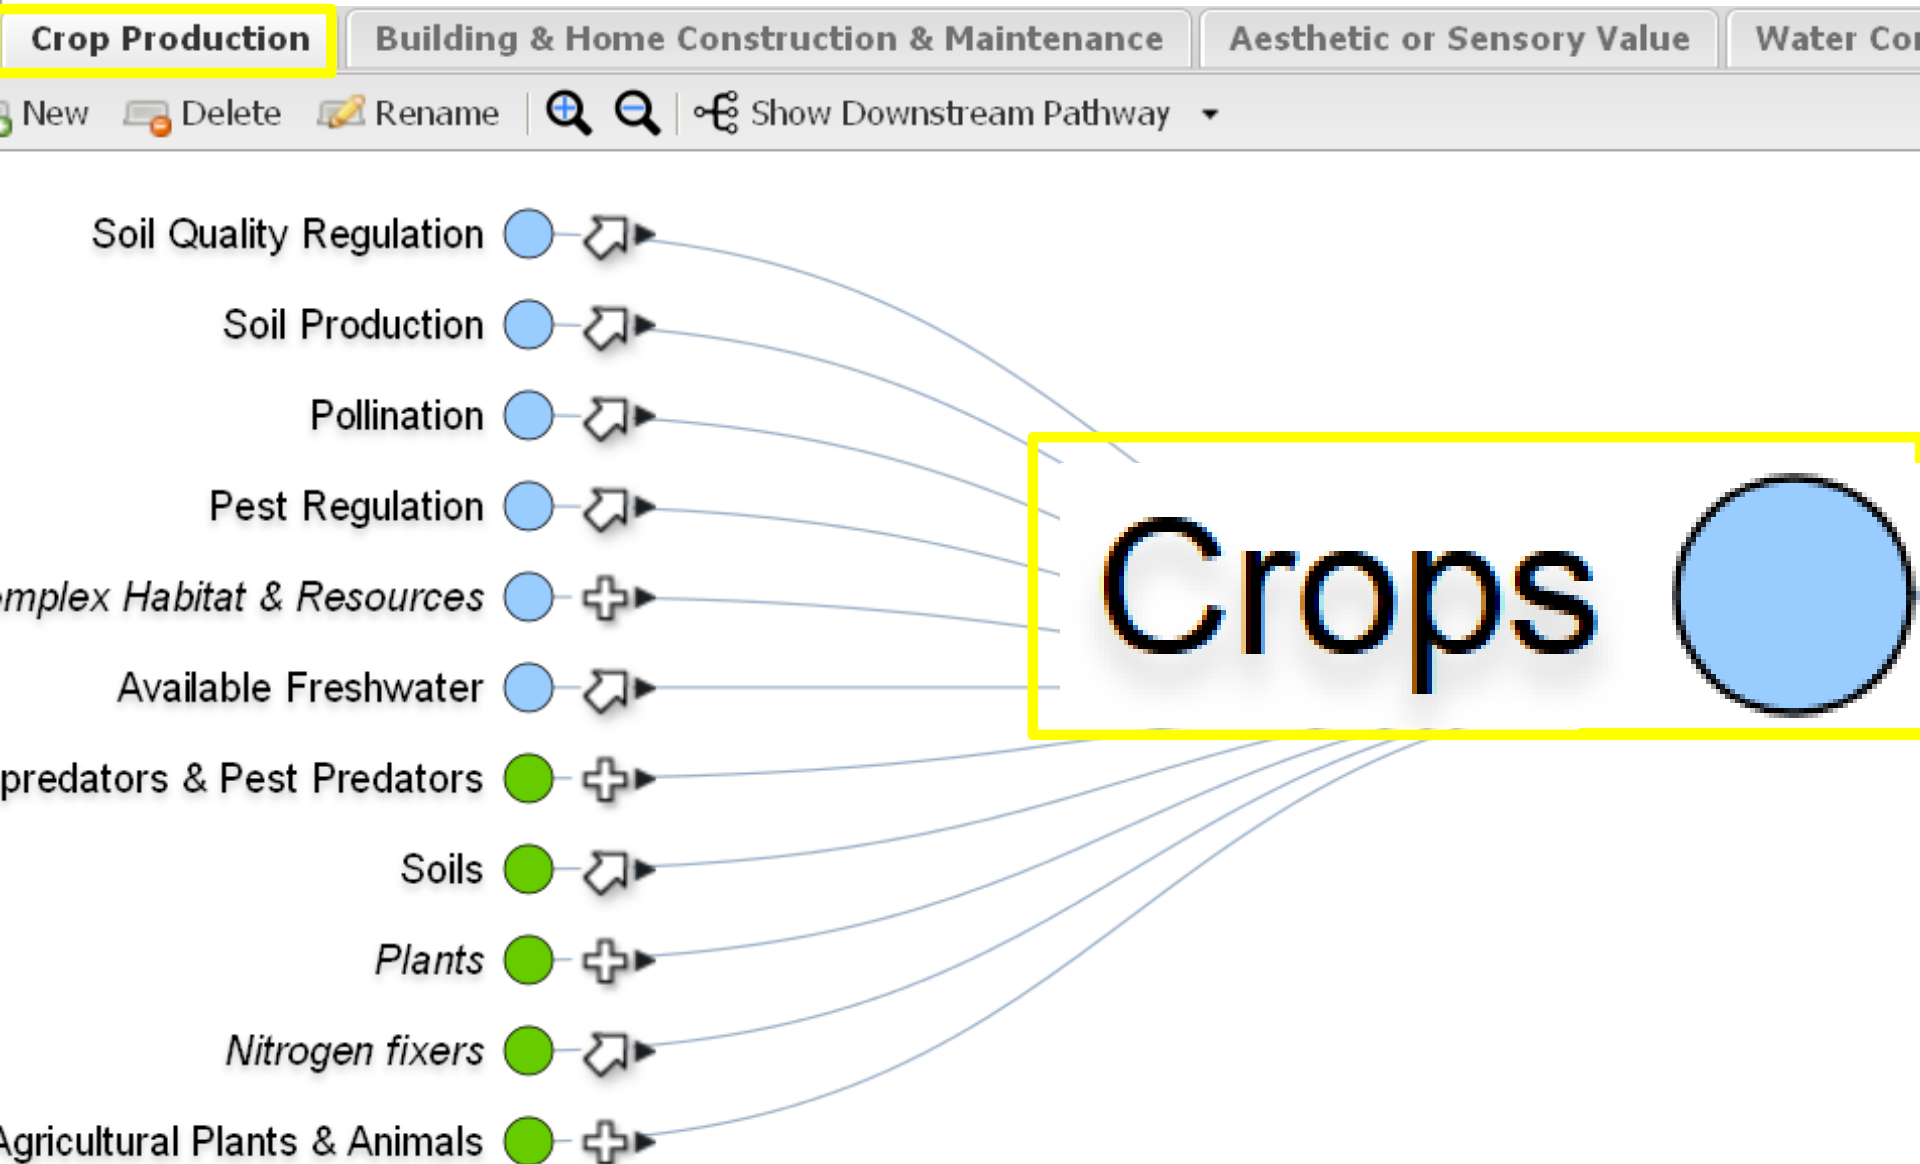 Crop Production Building & Home Construction & Maintenance Aesthetic or Sensory Value Water
New Delete Rename Show Downstream Pathway
Soil Quality Regulation
Soil Production
Pollination
Pest Regulation
Habitat & Resources
Crops
Available Freshwater
predators & Pest Predators
Soils
Plants
Nitrogen fixers
Agricultural Plants & Animals